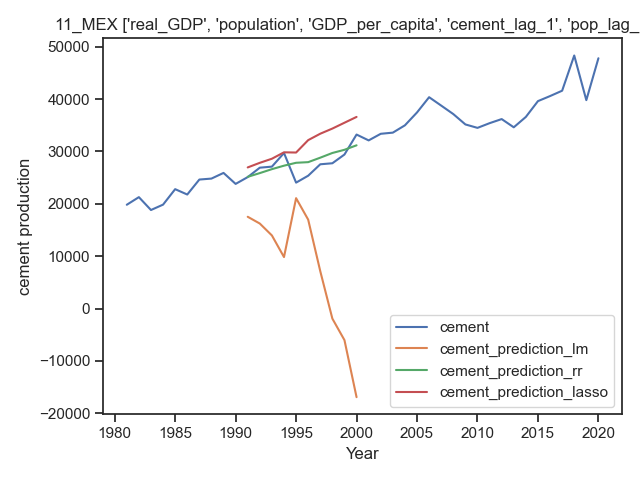 11_MEX ['real_GDP', 'population', 'GDP_per_capita', 'cement_lag_1', 'pop_lag_
50000
40000
30000
20000
10000
0
−10000
−20000
cement production
cement
cement_prediction_lm
cement_prediction_rr
cement_prediction_lasso
1980 1985 1990 1995 2000 2005 2010 2015 2020
Year